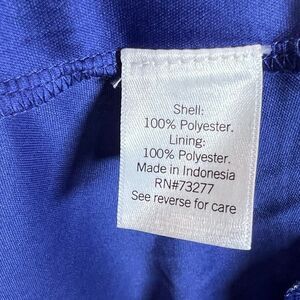 Shell:
100% Polyester.
Lining:
100% Polyester.
Made in Indonesia
RN#73277
See reverse for care